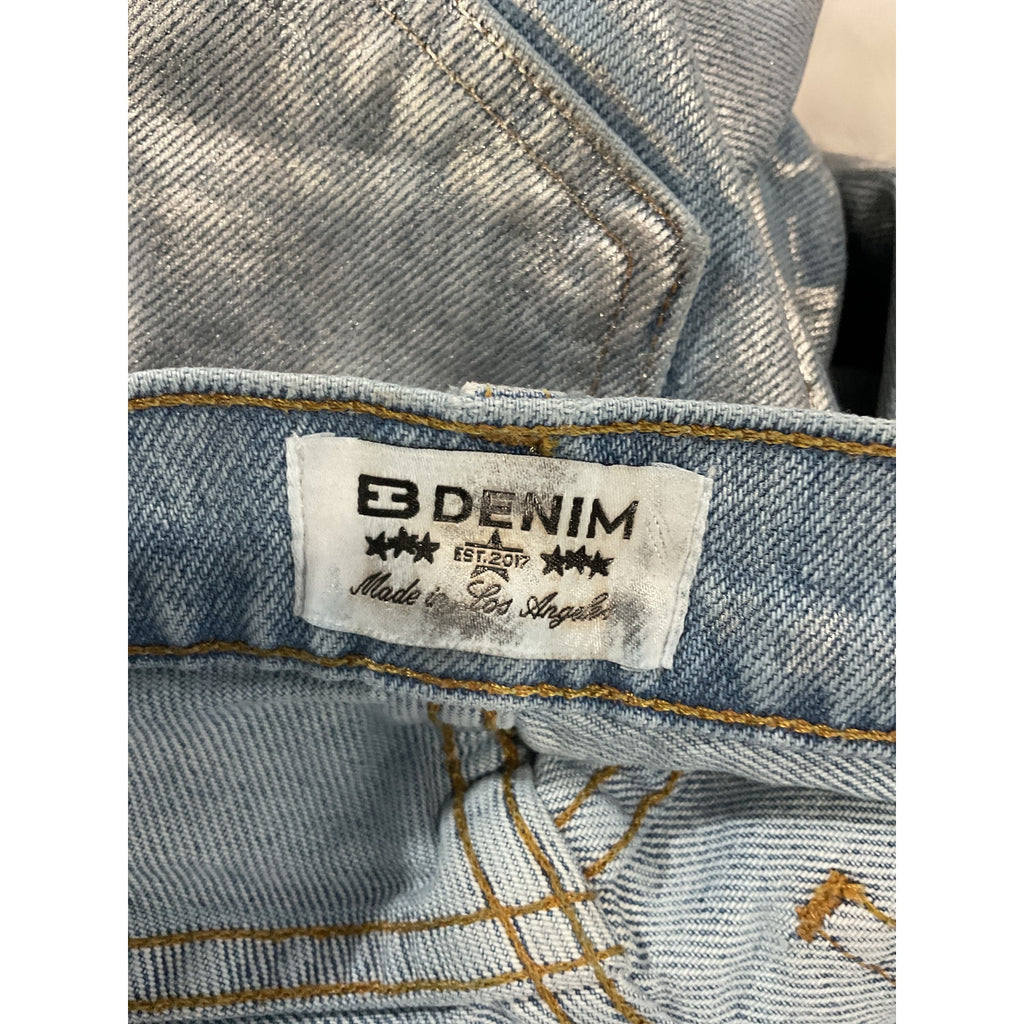 EB DENIM
EST. 2017
Made in Los Angeles